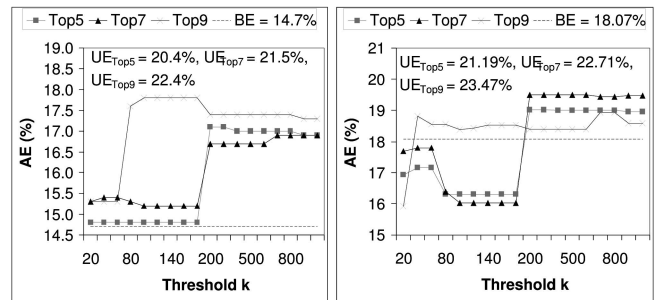 Top5 Top7 Top9 BE = 14.7%
AE (%)
19.0
18.5
18.0
17.5
17.0
16.5
16.0
15.5
15.0
14.5
UETop5 = 20.4%, UETop7 = 21.5%,
UETop9 = 22.4%
20 80 140 200 500 800
Threshold k
Top5 Top7 Top9 BE = 18.07%
AE (%)
21
20
19
18
17
16
15
UETop5 = 21.19%, UETop7 = 22.71%,
UETop9 = 23.47%
20 80 140 200 500 800
Threshold k